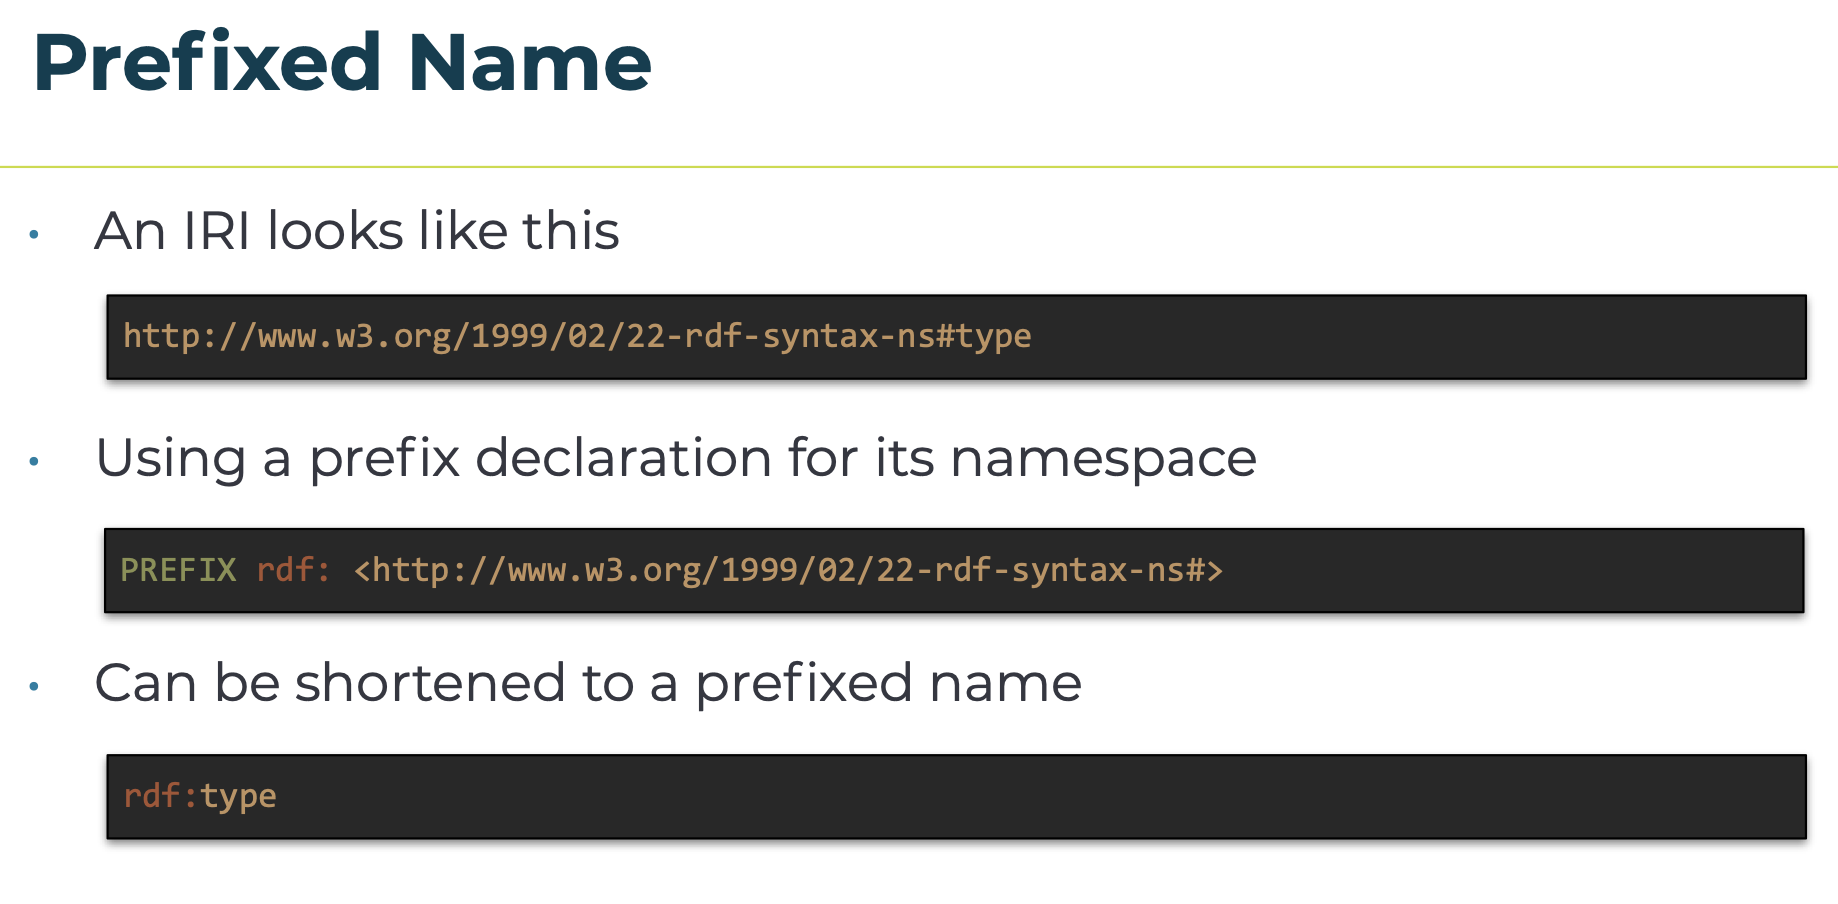 Prefixed Name
• An IRI looks like this
http://www.w3.org/1999/02/22-rdf-syntax-ns#type
• Using a prefix declaration for its namespace
PREFIX rdf: <http://www.w3.org/1999/02/22-rdf-syntax-ns#>
• Can be shortened to a prefixed name
rdf:type